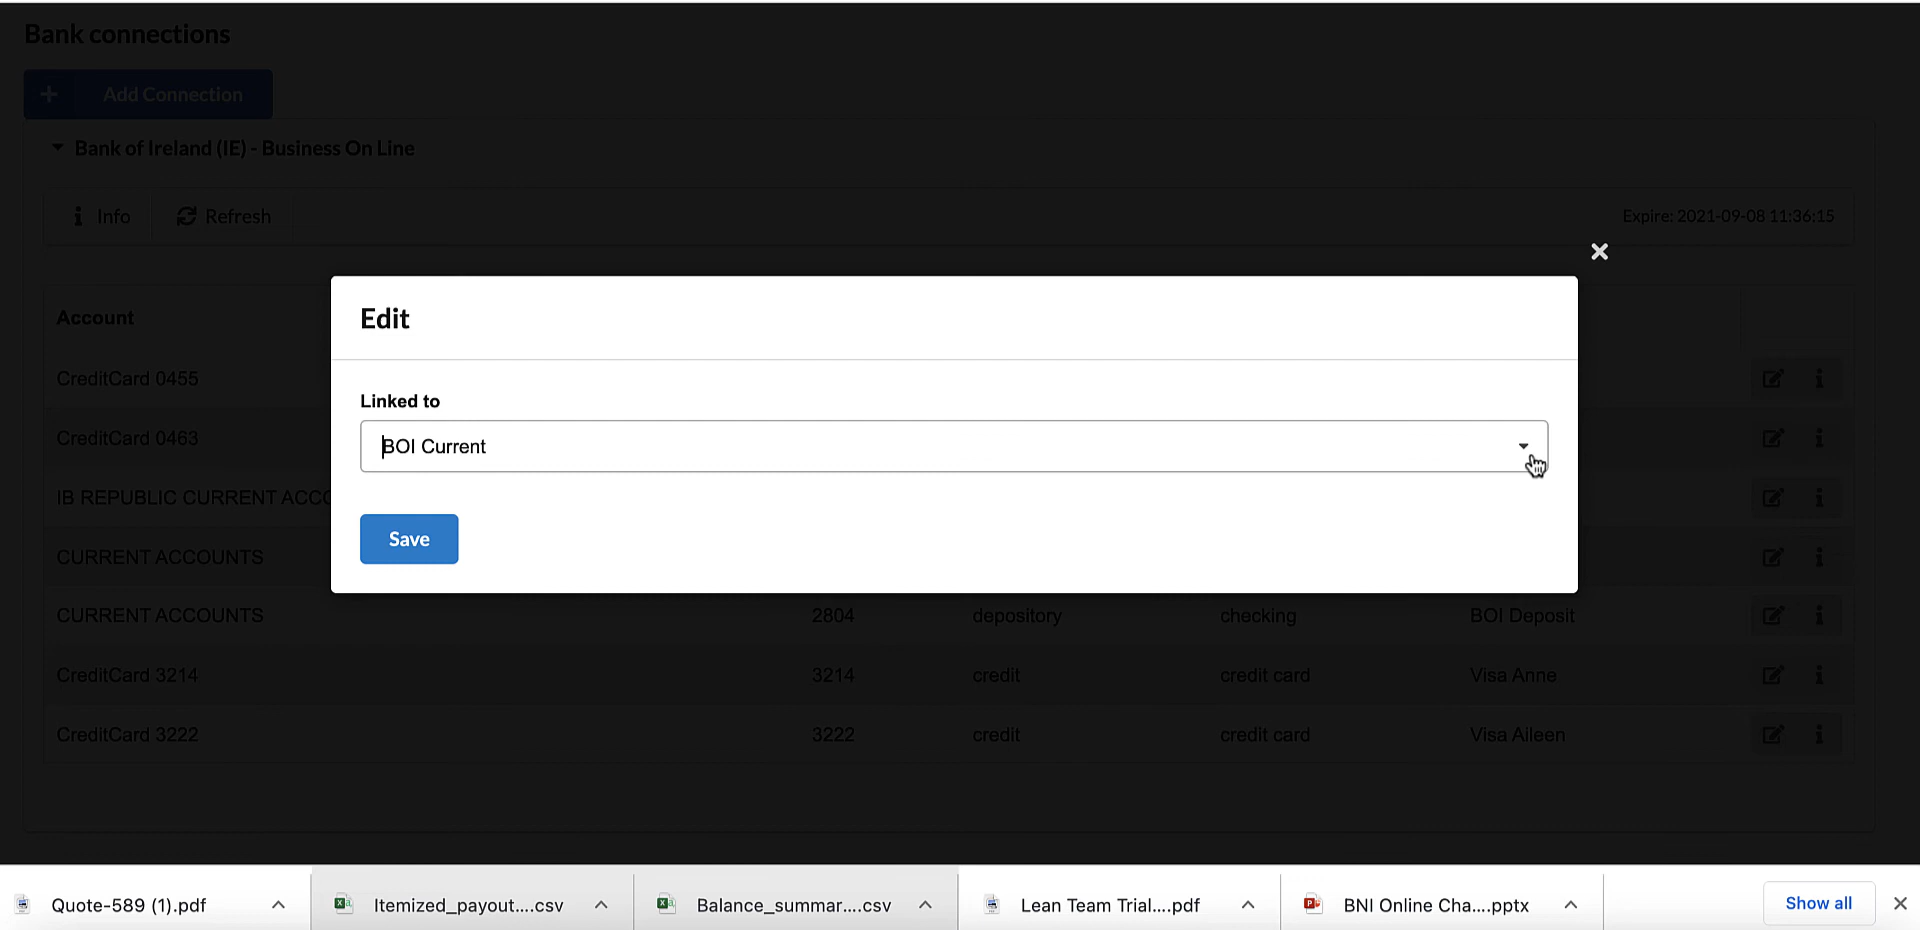 Bank connections
+ Add Connection
Bank of Ireland (IE) - Business On Line
Info
Refresh
Expire: 2021-09-08 11:36:15
Edit
Linked to
BOI Current
Save
Account
CreditCard 0455
CreditCard 0463
IB REPUBLIC CURRENT ACCO
CURRENT ACCOUNTS
CURRENT ACCOUNTS 2804 depository checking BOI Deposit
CreditCard 3214 3214 credit credit card Visa Anne
CreditCard 3222 3222 credit credit card Visa Aileen
Quote-589 (1).pdf
Itemized_payout....csv
Balance_summar....csv
Lean Team Trial....pdf
BNI Online Cha....pptx
Show all